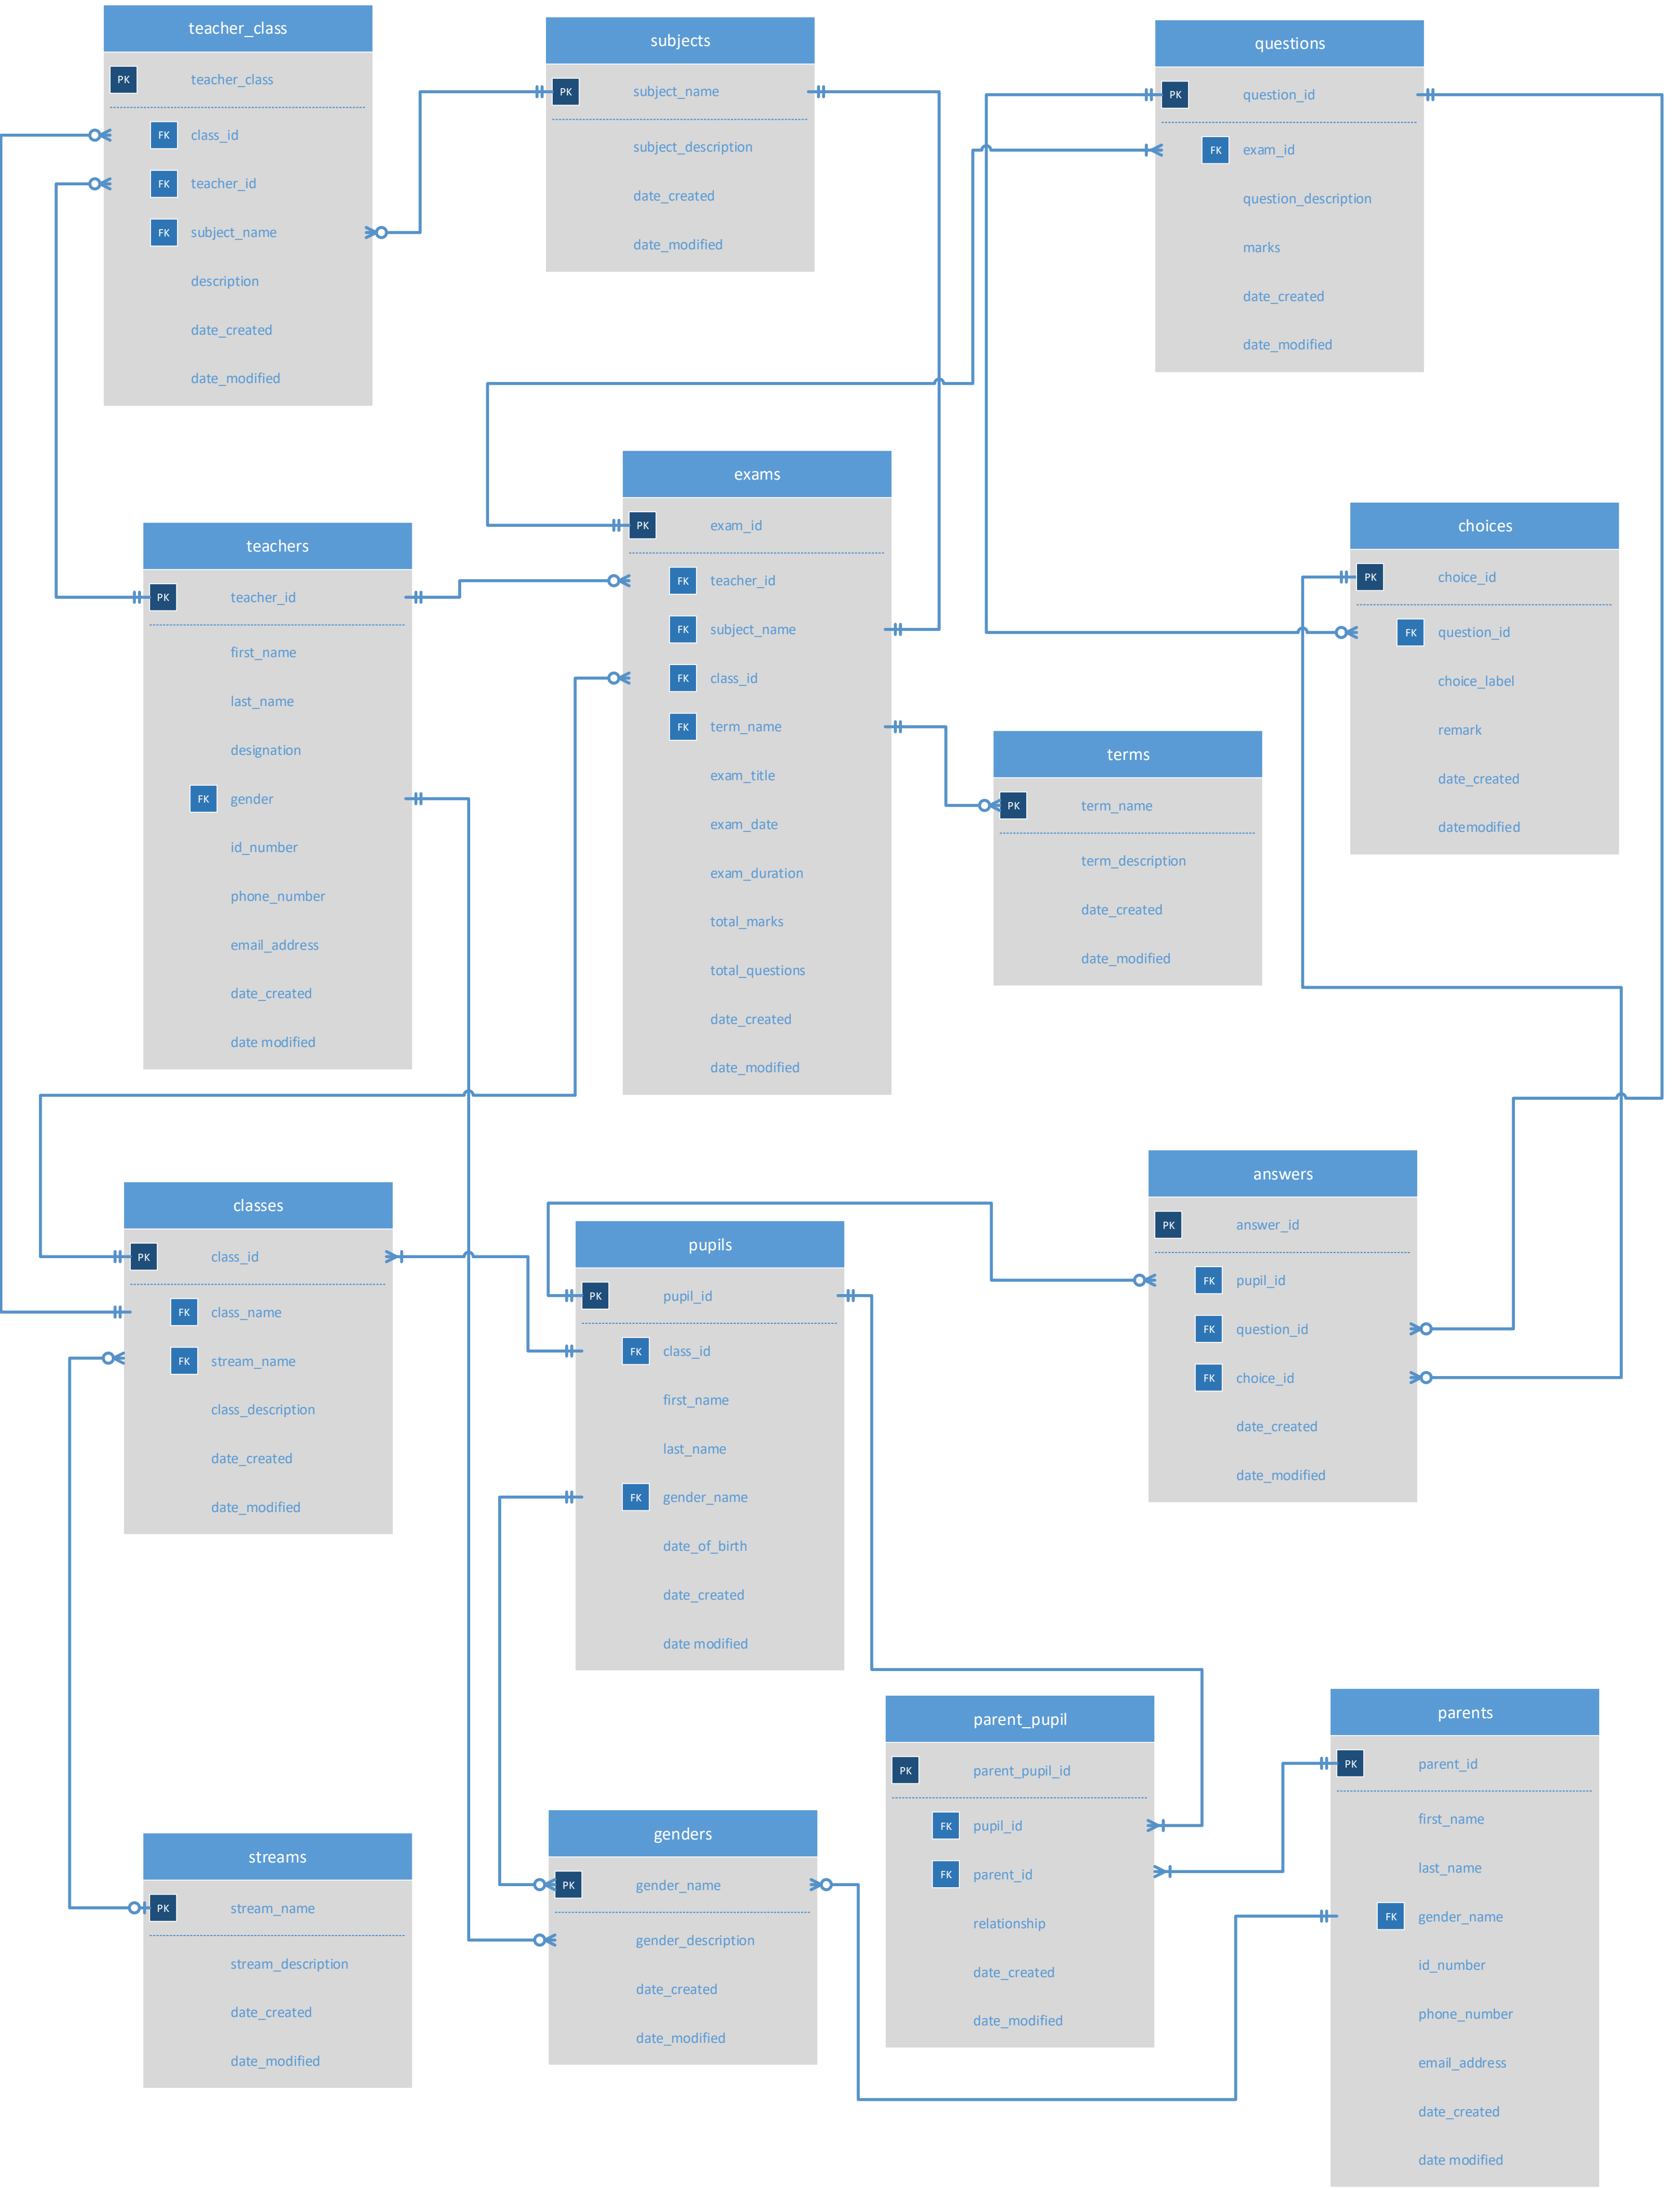 teacher_class
PK teacher_class
FK class_id
FK teacher_id
FK subject_name
description
date_created
date_modified
subjects
PK subject_name
subject_description
date_created
date_modified
questions
PK question_id
FK exam_id
question_description
marks
date_created
date_modified
teachers
PK teacher_id
first_name
last_name
designation
FK gender
id_number
phone_number
email_address
date_created
date modified
exams
PK exam_id
FK teacher_id
FK subject_name
FK class_id
FK term_name
exam_title
exam_date
exam_duration
total_marks
total_questions
date_created
date_modified
terms
PK term_name
term_description
date_created
date_modified
choices
PK choice_id
FK question_id
choice_label
remark
date_created
datemodified
classes
PK class_id
FK class_name
FK stream_name
class_description
date_created
date_modified
pupils
PK pupil_id
FK class_id
first_name
last_name
FK gender_name
date_of_birth
date_created
date modified
answers
PK answer_id
FK pupil_id
FK question_id
FK choice_id
date_created
date_modified
streams
PK stream_name
stream_description
date_created
date_modified
genders
PK gender_name
gender_description
date_created
date_modified
parent_pupil
PK parent_pupil_id
FK pupil_id
FK parent_id
relationship
date_created
date_modified
parents
PK parent_id
first_name
last_name
FK gender_name
id_number
phone_number
email_address
date_created
date modified